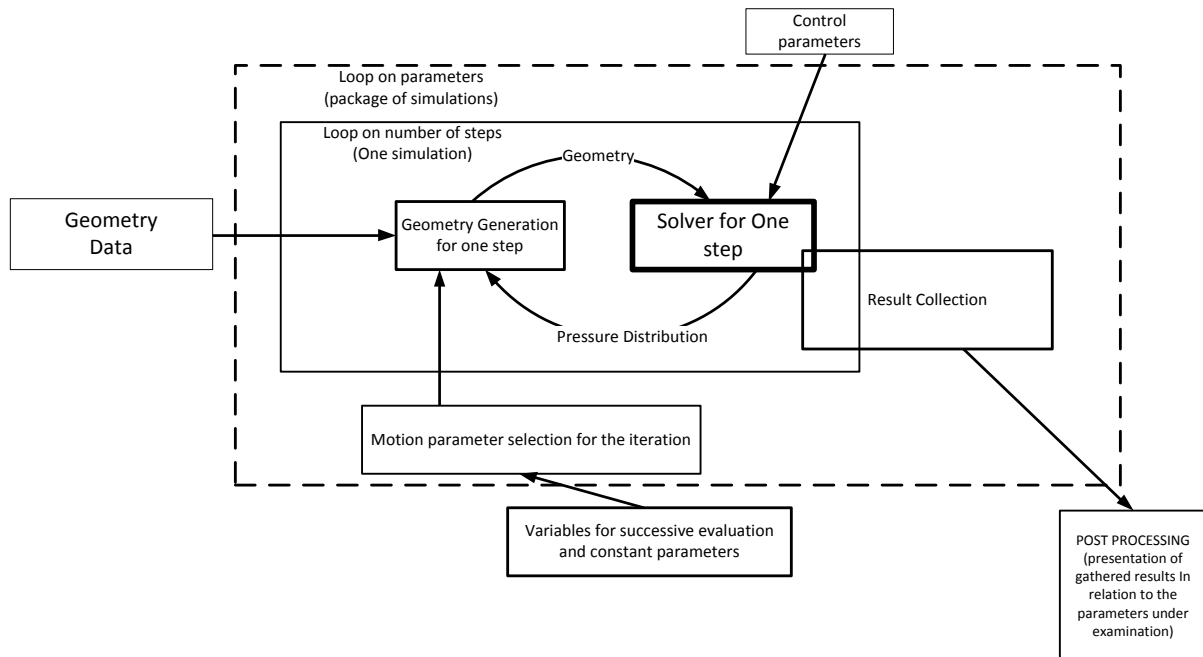 Control
parameters
Loop on parameters
(package of simulations)
Loop on number of steps
(One simulation)
Geometry
Geometry
Data
Geometry Generation
for one step
Solver for One
step
Result Collection
Pressure Distribution
Motion parameter selection for the iteration
Variables for successive evaluation
and constant parameters
POST PROCESSING
(presentation of
gathered results In
relation to the
parameters under
examination)